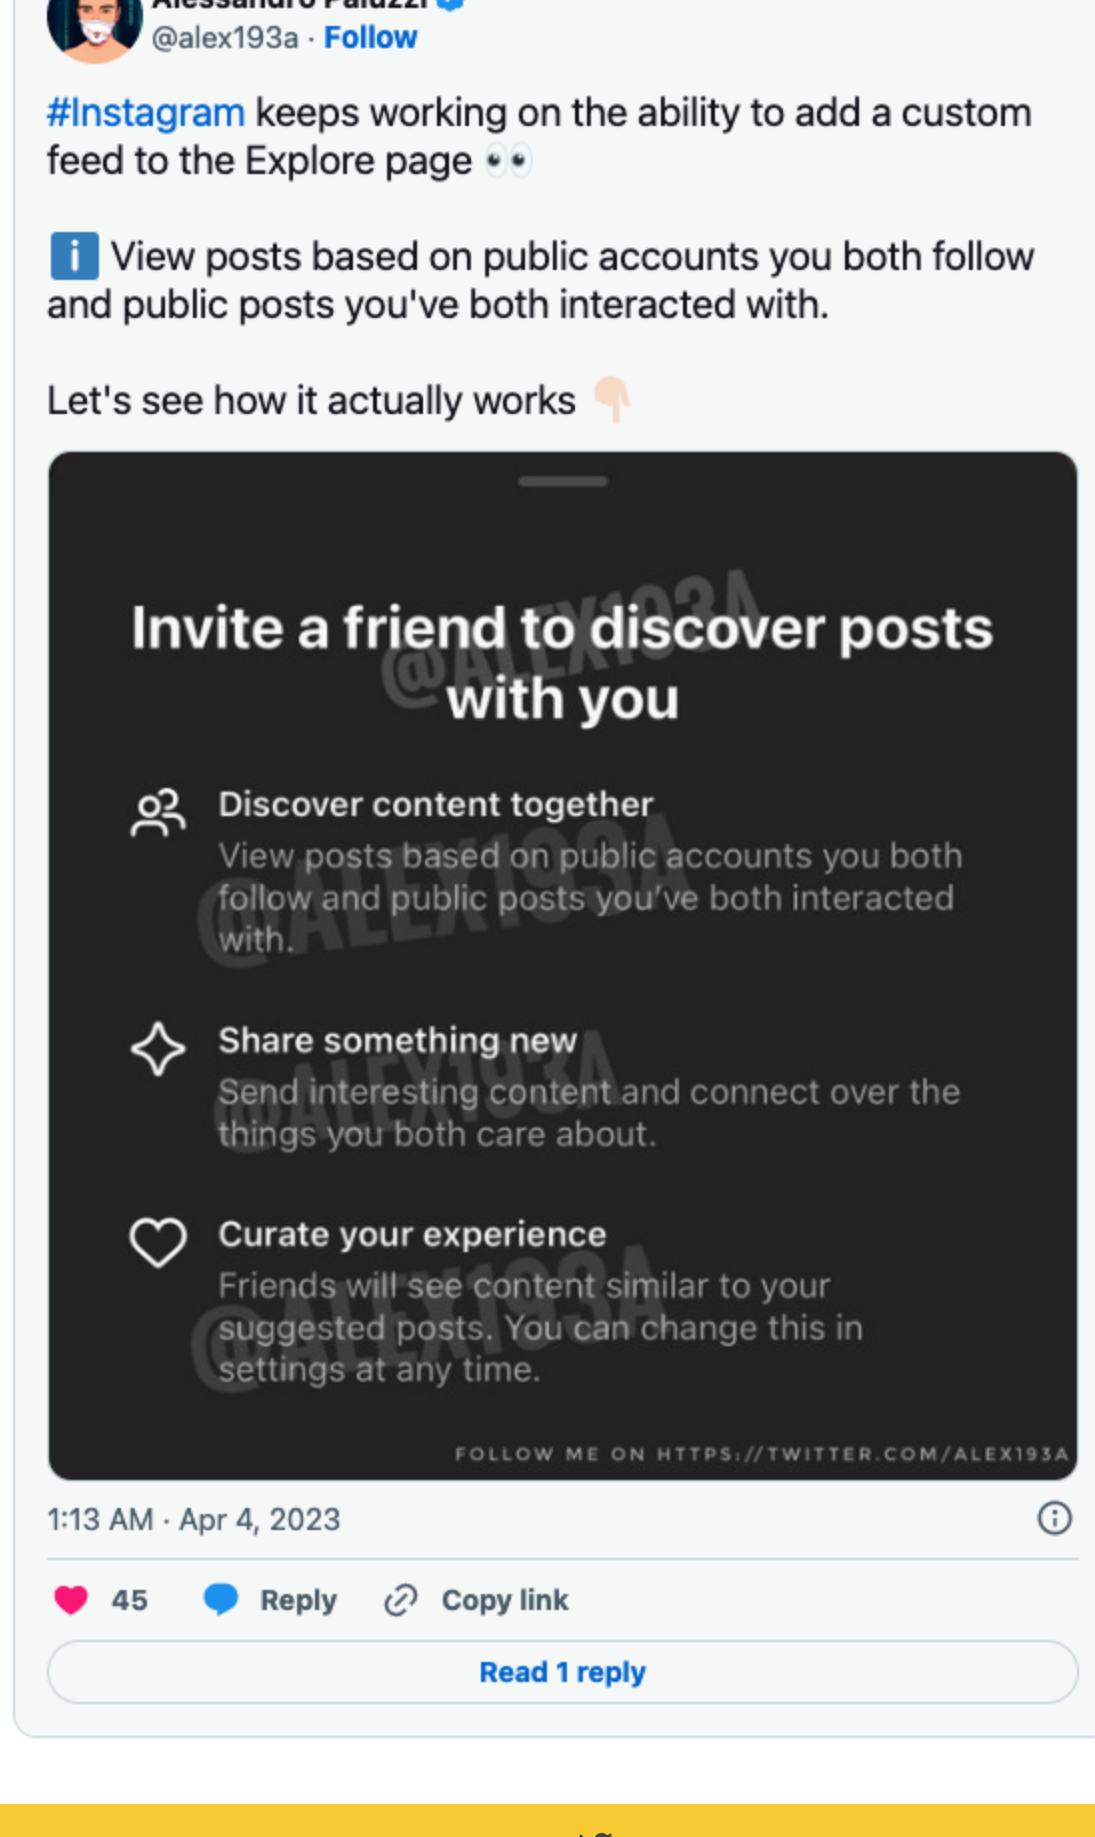 Alessandro Paluzzi
@alex193a · Follow
#Instagram keeps working on the ability to add a custom
feed to the Explore page 👀
ℹ️ View posts based on public accounts you both follow
and public posts you've both interacted with.
Let's see how it actually works 👇🏻
@ALEX193A
Invite a friend to discover posts
with you
Discover content together
View posts based on public accounts you both
follow and public posts you've both interacted
with.
@ALEX193A
Share something new
Send interesting content and connect over the
things you both care about.
@ALEX193A
Curate your experience
Friends will see content similar to your
suggested posts. You can change this in
settings at any time.
@ALEX193A
FOLLOW ME ON HTTPS://TWITTER.COM/ALEX193A
1:13 AM · Apr 4, 2023
45 Reply Copy link
Read 1 reply